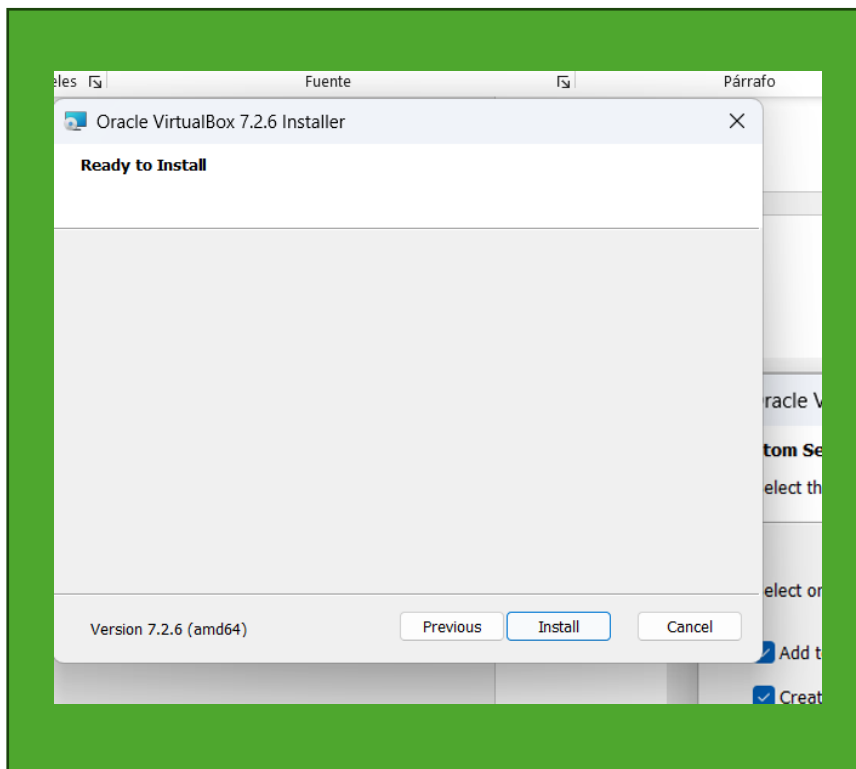 eles Fuente Párrafo
Oracle VirtualBox 7.2.6 Installer
Ready to Install
racle V
tom Se
elect th
elect or
Version 7.2.6 (amd64) Previous Install Cancel
Add t
Creat